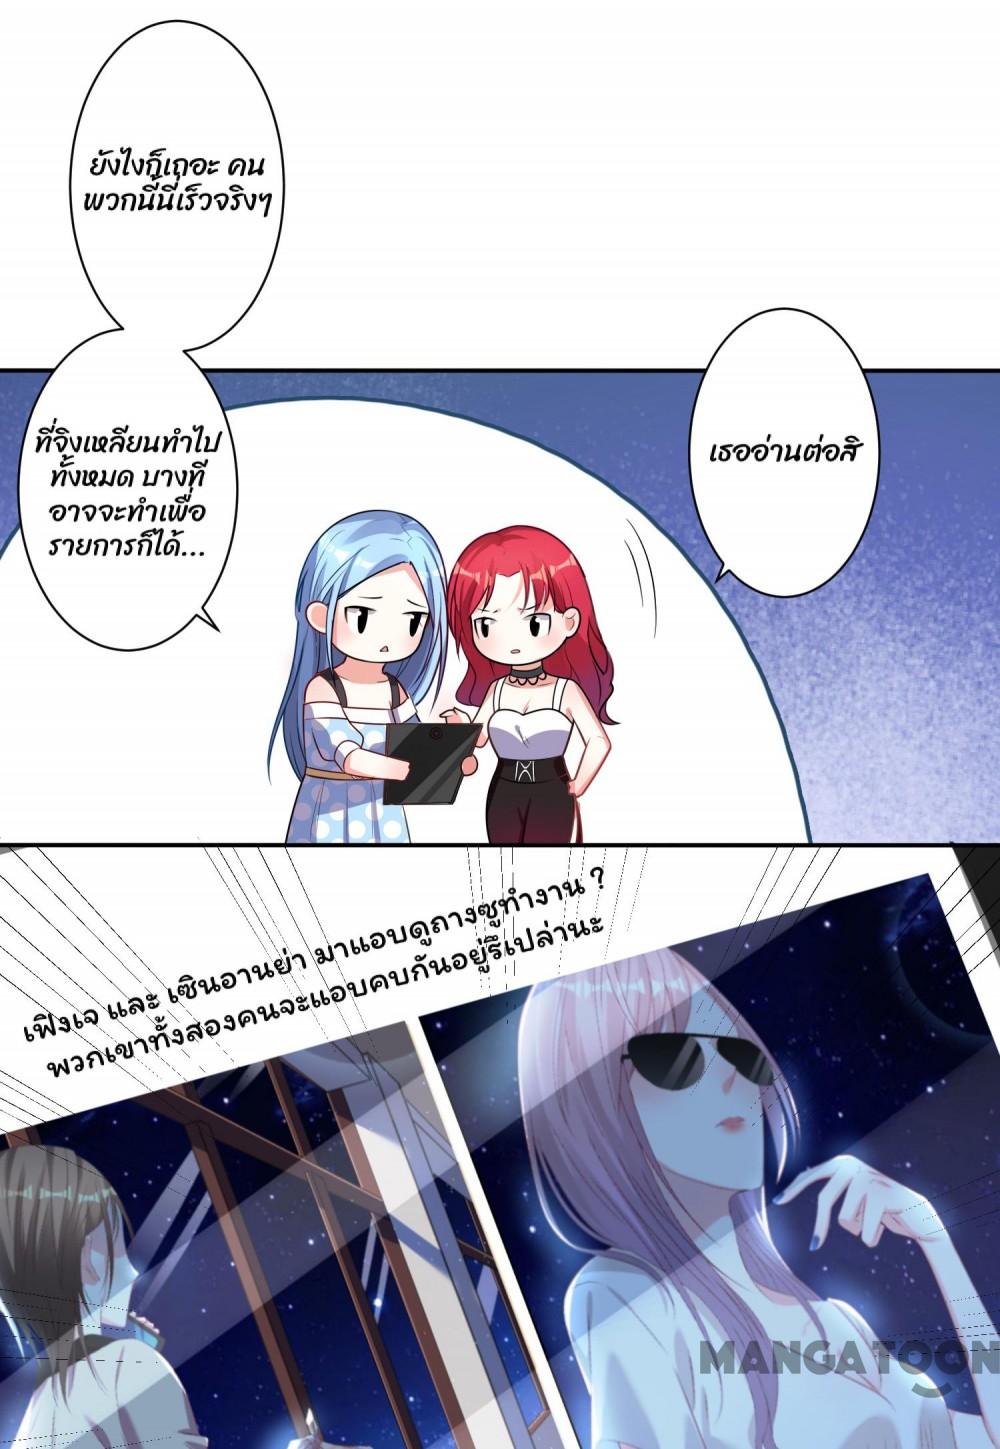 ยังไงก็เถอะ คน
พวกนี้นี่เร็วจริงๆ
ที่จิงเหลียนทำไป
ทั้งหมด บางที
อาจจะทำเพื่อ
รายการก็ได้...
เธออ่านต่อสิ
เฟิงเจ และ เซินอานย่า มาแอบดูถางซูทำงาน ?
พวกเขาทั้งสองคนจะแอบคบกันอยู่รึเปล่านะ
MANGATOON